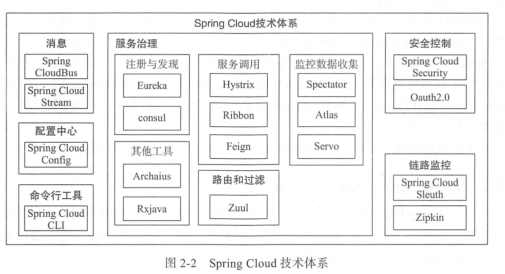 Spring Cloud技术体系
消息
Spring
CloudBus
Spring Cloud
Stream
配置中心
Spring Cloud
Config
命令行工具
Spring Cloud
CLI
服务治理
注册与发现
Eureka
consul
其他工具
Archaius
Rxjava
服务调用
Hystrix
Ribbon
Feign
路由和过滤
Zuul
监控数据收集
Spectator
Atlas
Servo
安全控制
Spring Cloud
Security
Oauth2.0
链路监控
Spring Cloud
Sleuth
Zipkin
图 2-2 Spring Cloud 技术体系